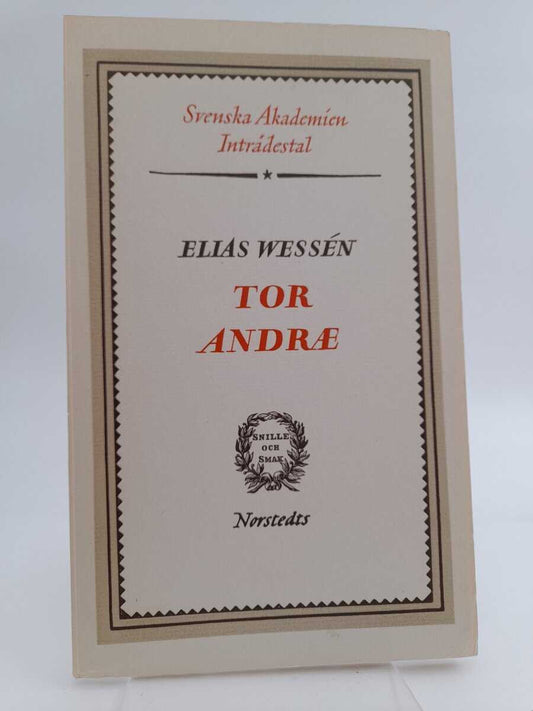 Svenska Akademien
Inträdestal
ELIAS WESSÉN
TOR
ANDRÆ
SNILLE
OCH
SMAK
Norstedts